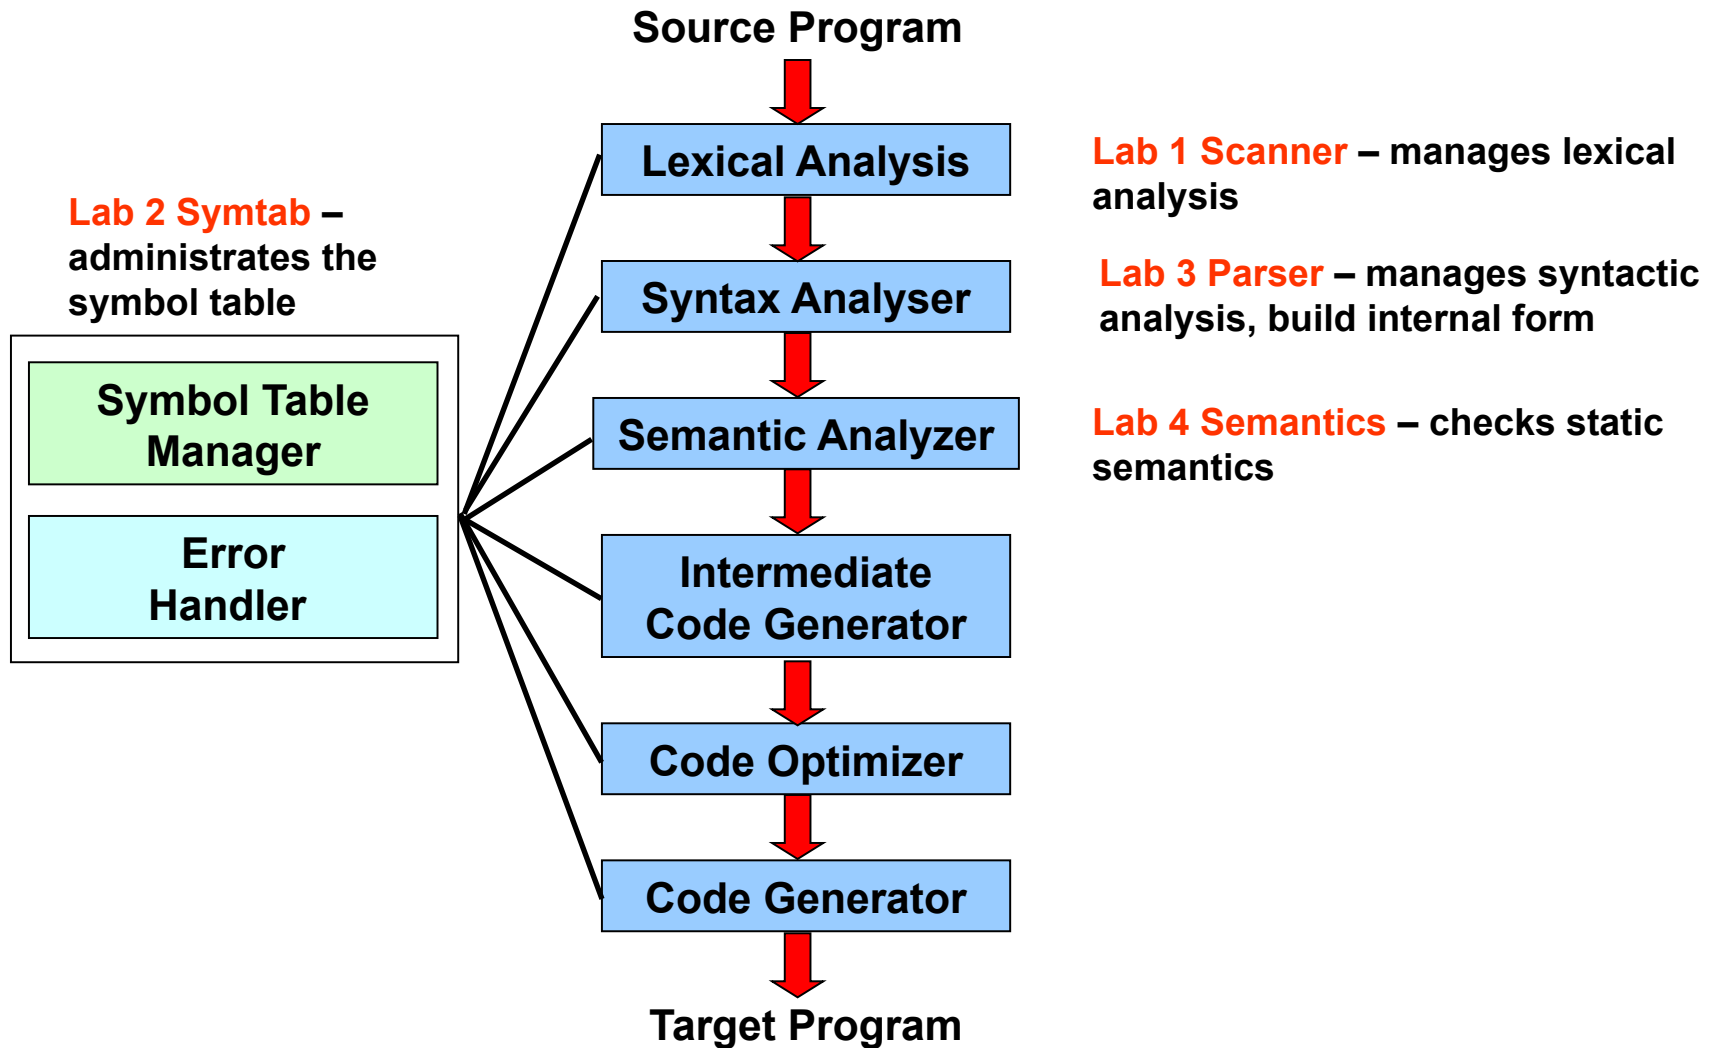 Source Program
Lexical Analysis
Lab 1 Scanner – manages lexical
analysis
Lab 2 Symtab –
administrates the
symbol table
Syntax Analyser
Lab 3 Parser – manages syntactic
analysis, build internal form
Symbol Table
Manager
Semantic Analyzer
Lab 4 Semantics – checks static
semantics
Error
Handler
Intermediate
Code Generator
Code Optimizer
Code Generator
Target Program